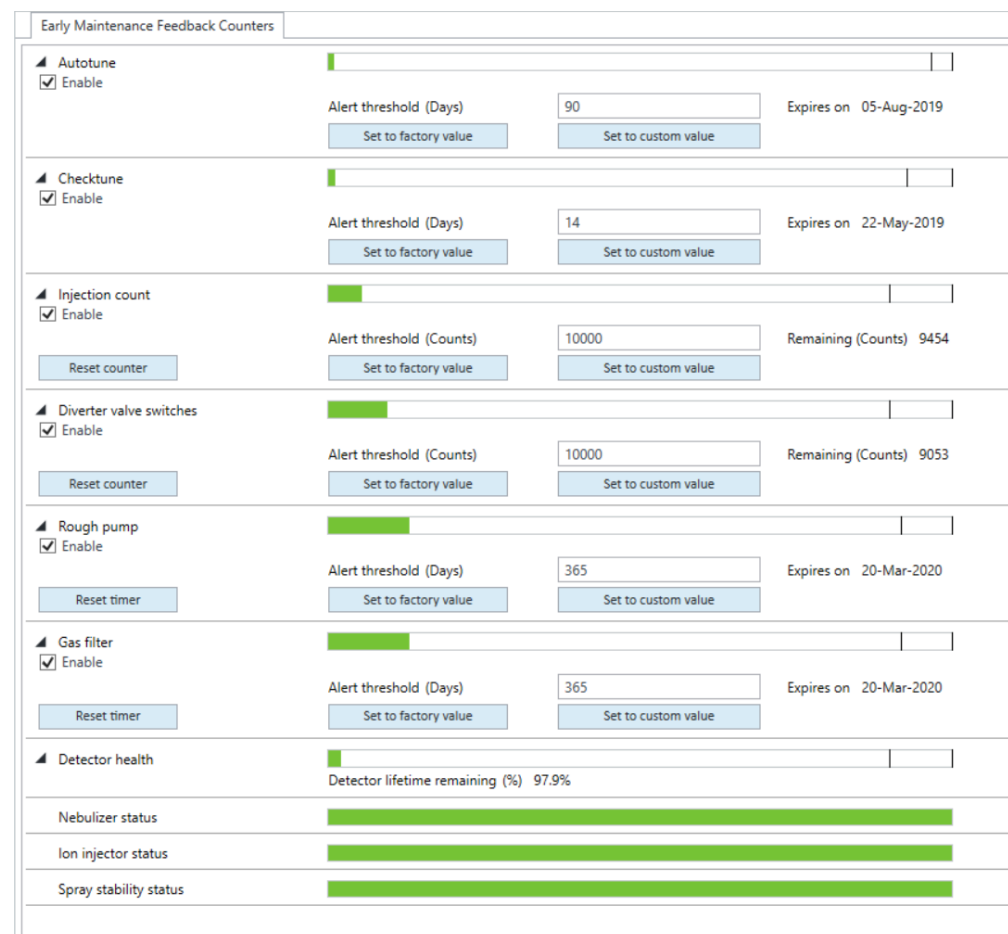 Early Maintenance Feedback Counters
Autotune
Enable
Alert threshold (Days) 90 Expires on 05-Aug-2019
Set to factory value Set to custom value
Checktune
Enable
Alert threshold (Days) 14 Expires on 22-May-2019
Set to factory value Set to custom value
Injection count
Enable
Alert threshold (Counts) 10000 Remaining (Counts) 9454
Reset counter Set to factory value Set to custom value
Diverter valve switches
Enable
Alert threshold (Counts) 10000 Remaining (Counts) 9053
Reset counter Set to factory value Set to custom value
Rough pump
Enable
Alert threshold (Days) 365 Expires on 20-Mar-2020
Reset timer Set to factory value Set to custom value
Gas filter
Enable
Alert threshold (Days) 365 Expires on 20-Mar-2020
Reset timer Set to factory value Set to custom value
Detector health
Detector lifetime remaining (%) 97.9%
Nebulizer status
Ion injector status
Spray stability status